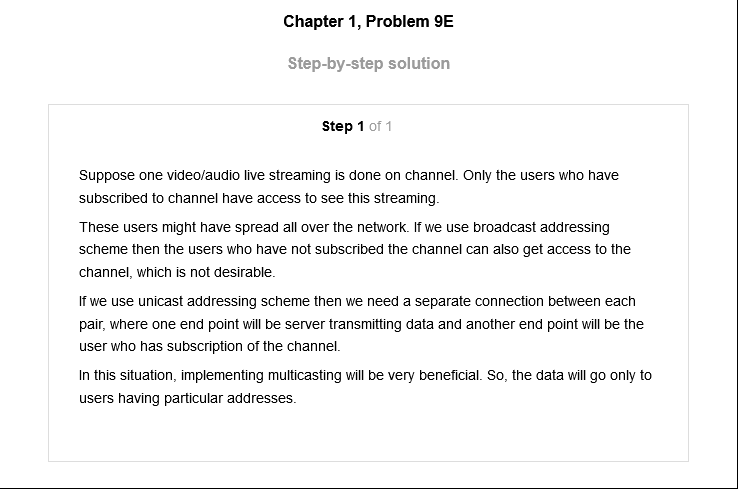 Chapter 1, Problem 9E
Step-by-step solution
Step 1 of 1
Suppose one video/audio live streaming is done on channel. Only the users who have
subscribed to channel have access to see this streaming.
These users might have spread all over the network. If we use broadcast addressing
scheme then the users who have not subscribed the channel can also get access to the
channel, which is not desirable.
If we use unicast addressing scheme then we need a separate connection between each
pair, where one end point will be server transmitting data and another end point will be the
user who has subscription of the channel.
In this situation, implementing multicasting will be very beneficial. So, the data will go only to
users having particular addresses.